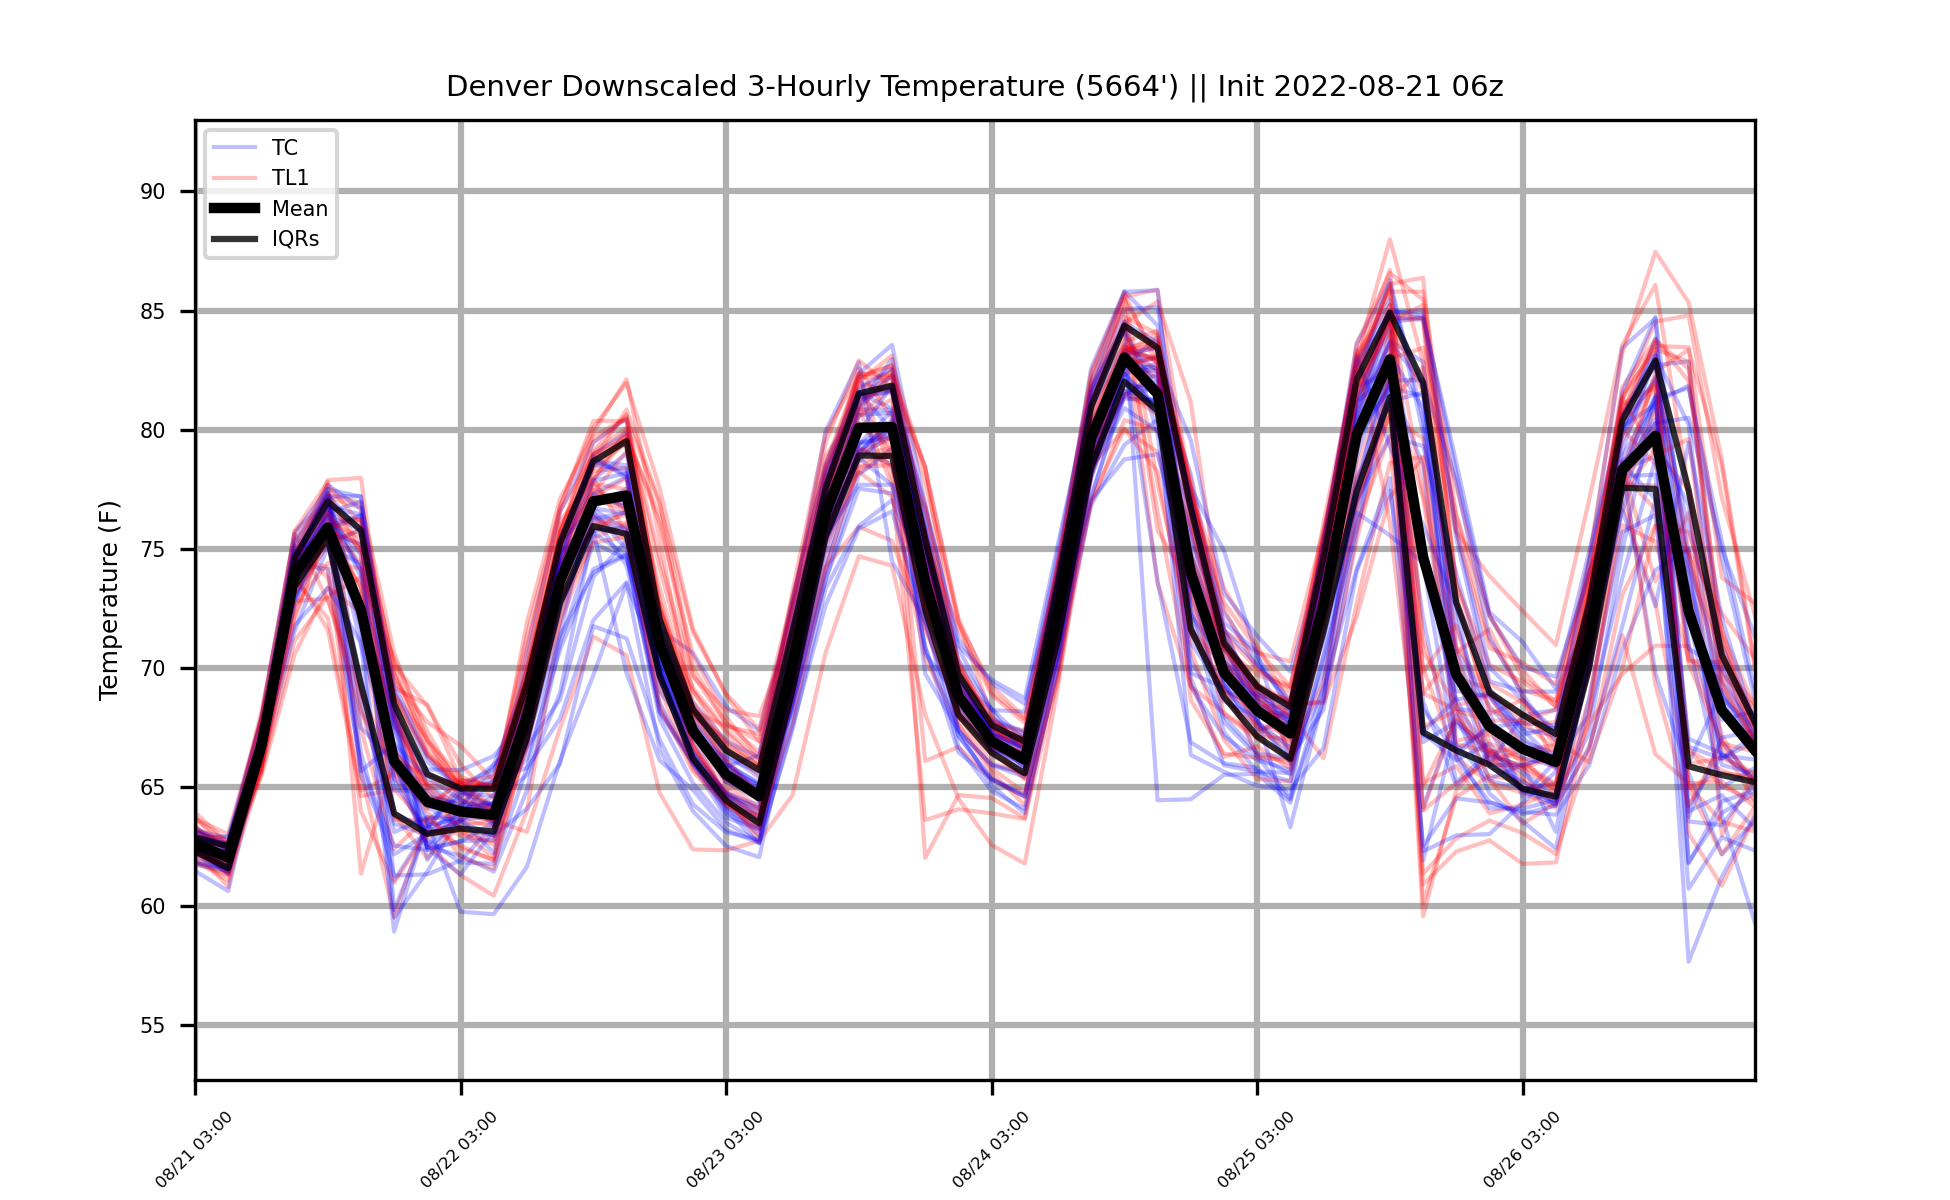 Denver Downscaled 3-Hourly Temperature (5664') || Init 2022-08-21 06z
TC
TL1
Mean
IQRs
Temperature (F)
90
85
80
75
70
65
60
55
08/21 03:00
08/22 03:00
08/23 03:00
08/24 03:00
08/25 03:00
08/26 03:00